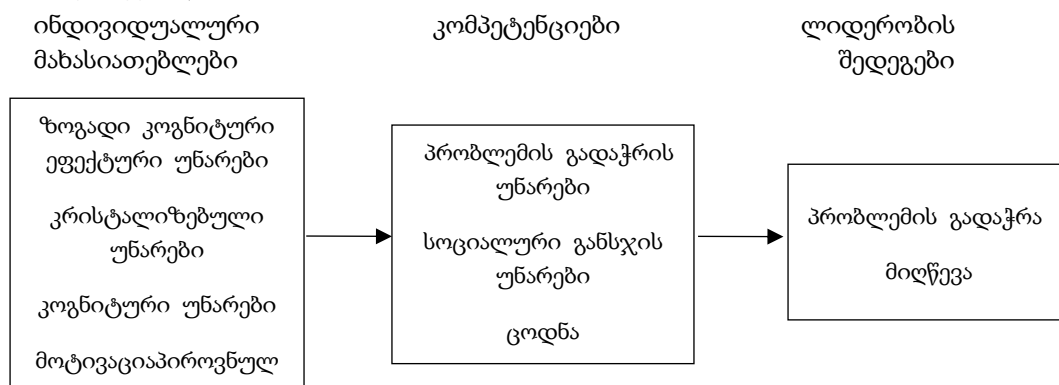 ინდივიდუალური
მახასიათებლები
კომპეტენციები
ლიდერობის
შედეგები
ზოგადი კოგნიტური
ეფექტური უნარები
კრისტალიზებული
უნარები
კოგნიტური უნარები
მოტივაციაპიროვნულ
პრობლემის გადაჭრის
უნარები
სოციალური განსჯის
უნარები
ცოდნა
პრობლემის გადაჭრა
მიღწევა